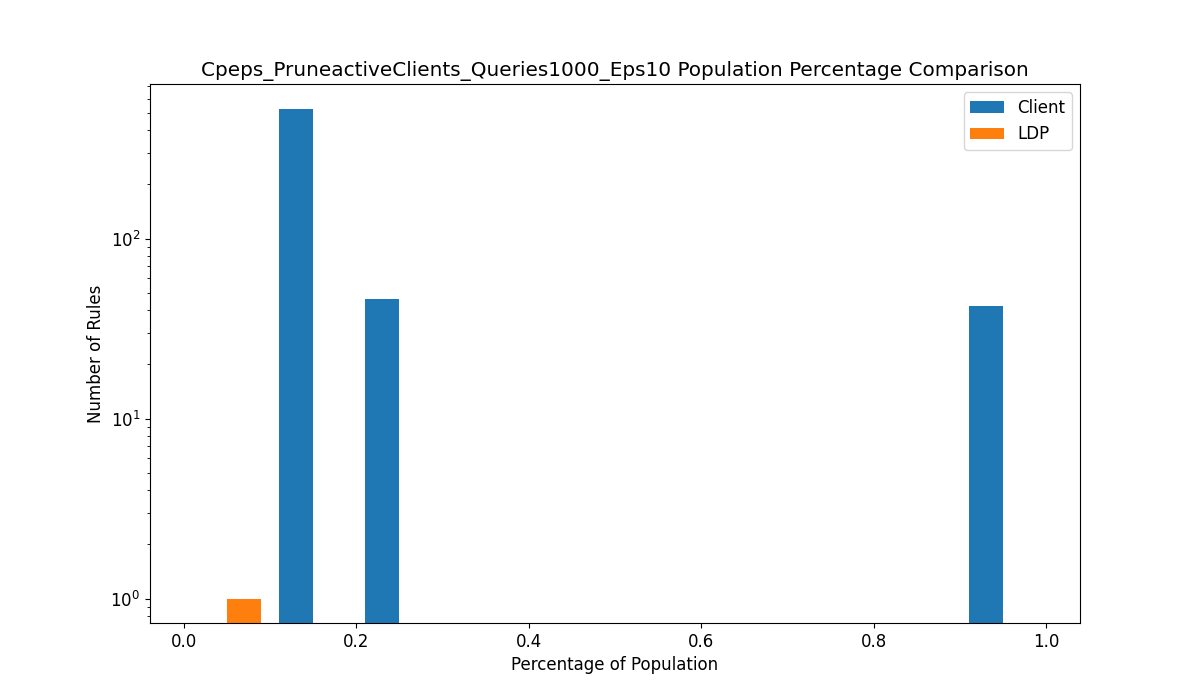 Cpeps_PruneactiveClients_Queries1000_Eps10 Population Percentage Comparison
Client
LDP
Number of Rules
10²
10¹
10⁰
0.0 0.2 0.4 0.6 0.8 1.0
Percentage of Population